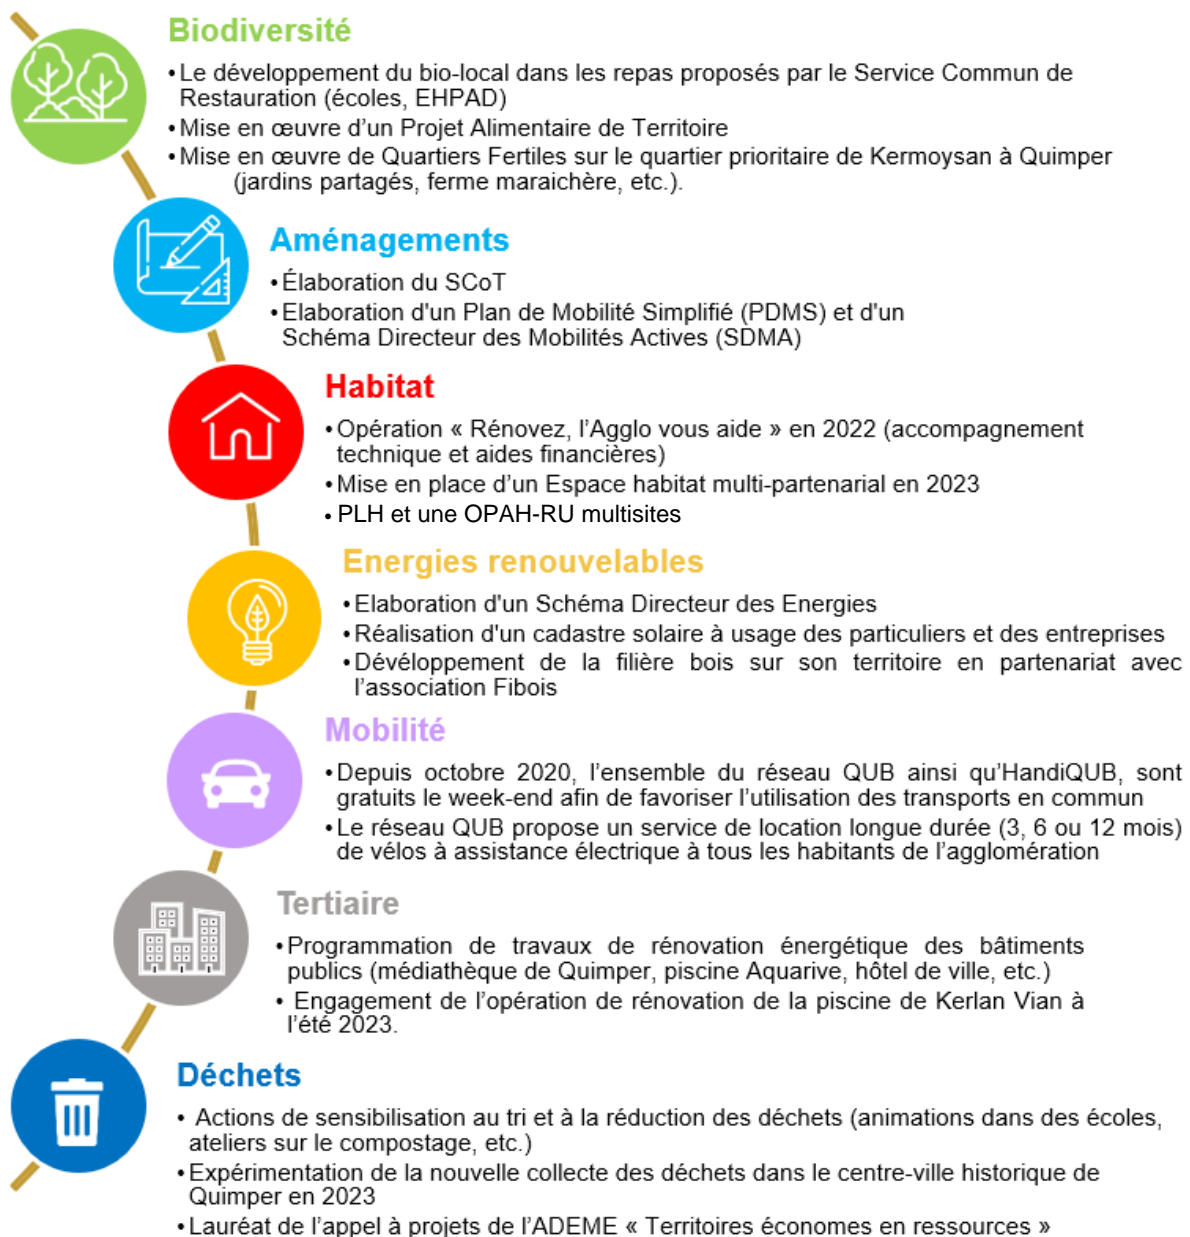 Biodiversité
•Le développement du bio-local dans les repas proposés par le Service Commun de
Restauration (écoles, EHPAD)
•Mise en œuvre d'un Projet Alimentaire de Territoire
•Mise en œuvre de Quartiers Fertiles sur le quartier prioritaire de Kermoysan à Quimper
(jardins partagés, ferme maraichère, etc.).
Aménagements
•Élaboration du SCoT
•Elaboration d'un Plan de Mobilité Simplifié (PDMS) et d'un
Schéma Directeur des Mobilités Actives (SDMA)
Habitat
•Opération « Rénovez, l'Agglo vous aide » en 2022 (accompagnement
technique et aides financières)
•Mise en place d'un Espace habitat multi-partenarial en 2023
• PLH et une OPAH-RU multisites
Energies renouvelables
•Elaboration d'un Schéma Directeur des Energies
•Réalisation d'un cadastre solaire à usage des particuliers et des entreprises
•Dévéloppement de la filière bois sur son territoire en partenariat avec
l'association Fibois
Mobilité
•Depuis octobre 2020, l'ensemble du réseau QUB ainsi qu'HandiQUB, sont
gratuits le week-end afin de favoriser l'utilisation des transports en commun
•Le réseau QUB propose un service de location longue durée (3, 6 ou 12 mois)
de vélos à assistance électrique à tous les habitants de l'agglomération
Tertiaire
•Programmation de travaux de rénovation énergétique des bâtiments
publics (médiathèque de Quimper, piscine Aquarive, hôtel de ville, etc.)
• Engagement de l'opération de rénovation de la piscine de Kerlan Vian à
l'été 2023.
Déchets
• Actions de sensibilisation au tri et à la réduction des déchets (animations dans des écoles,
ateliers sur le compostage, etc.)
•Expérimentation de la nouvelle collecte des déchets dans le centre-ville historique de
Quimper en 2023
•Lauréat de l'appel à projets de l'ADEME « Territoires économes en ressources »